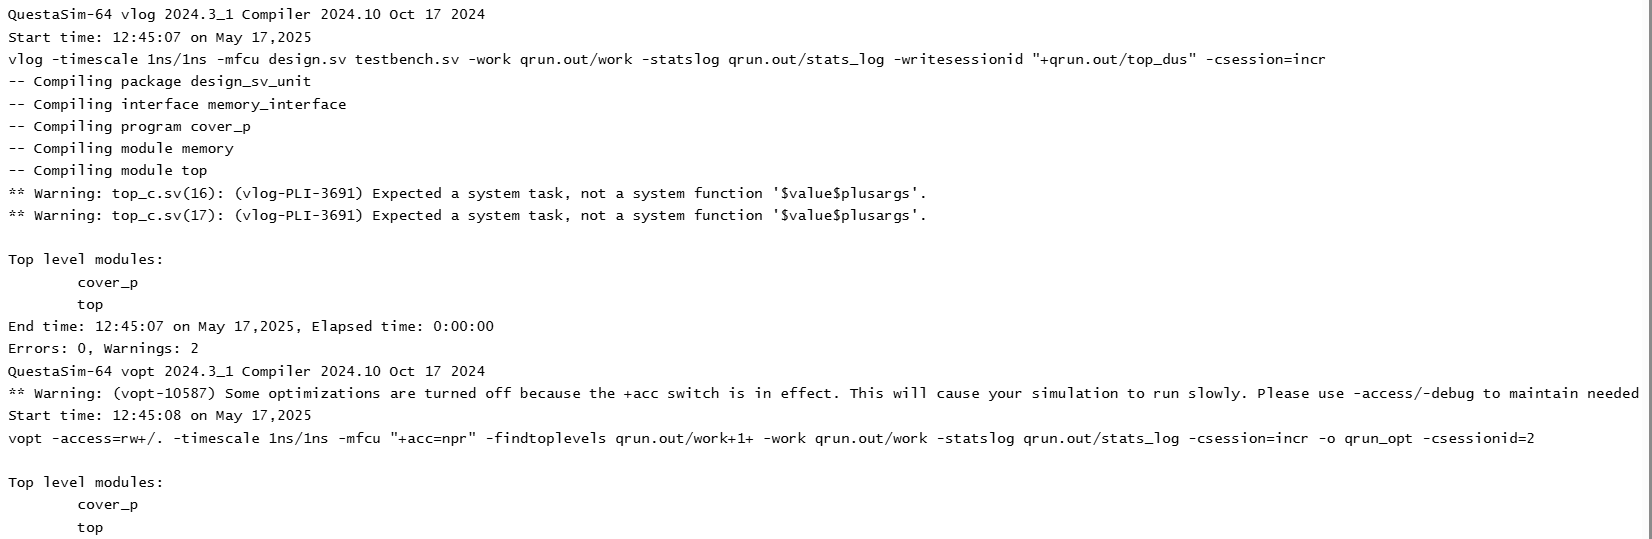 QuestaSim-64 vlog 2024.3_1 Compiler 2024.10 Oct 17 2024
Start time: 12:45:07 on May 17,2025
vlog -timescale 1ns/1ns -mfcu design.sv testbench.sv -work qrun.out/work -statslog qrun.out/stats_log -writesessionid "+qrun.out/top_dus" -csession=incr
-- Compiling package design_sv_unit
-- Compiling interface memory_interface
-- Compiling program cover_p
-- Compiling module memory
-- Compiling module top
** Warning: top_c.sv(16): (vlog-PLI-3691) Expected a system task, not a system function '$value$plusargs'.
** Warning: top_c.sv(17): (vlog-PLI-3691) Expected a system task, not a system function '$value$plusargs'.
Top level modules:
cover_p
top
End time: 12:45:07 on May 17,2025, Elapsed time: 0:00:00
Errors: 0, Warnings: 2
QuestaSim-64 vopt 2024.3_1 Compiler 2024.10 Oct 17 2024
** Warning: (vopt-10587) Some optimizations are turned off because the +acc switch is in effect. This will cause your simulation to run slowly. Please use -access/-debug to maintain needed
Start time: 12:45:08 on May 17,2025
vopt -access=rw+/. -timescale 1ns/1ns -mfcu "+acc=npr" -findtoplevels qrun.out/work+1+ -work qrun.out/work -statslog qrun.out/stats_log -csession=incr -o qrun_opt -csessionid=2
Top level modules:
cover_p
top